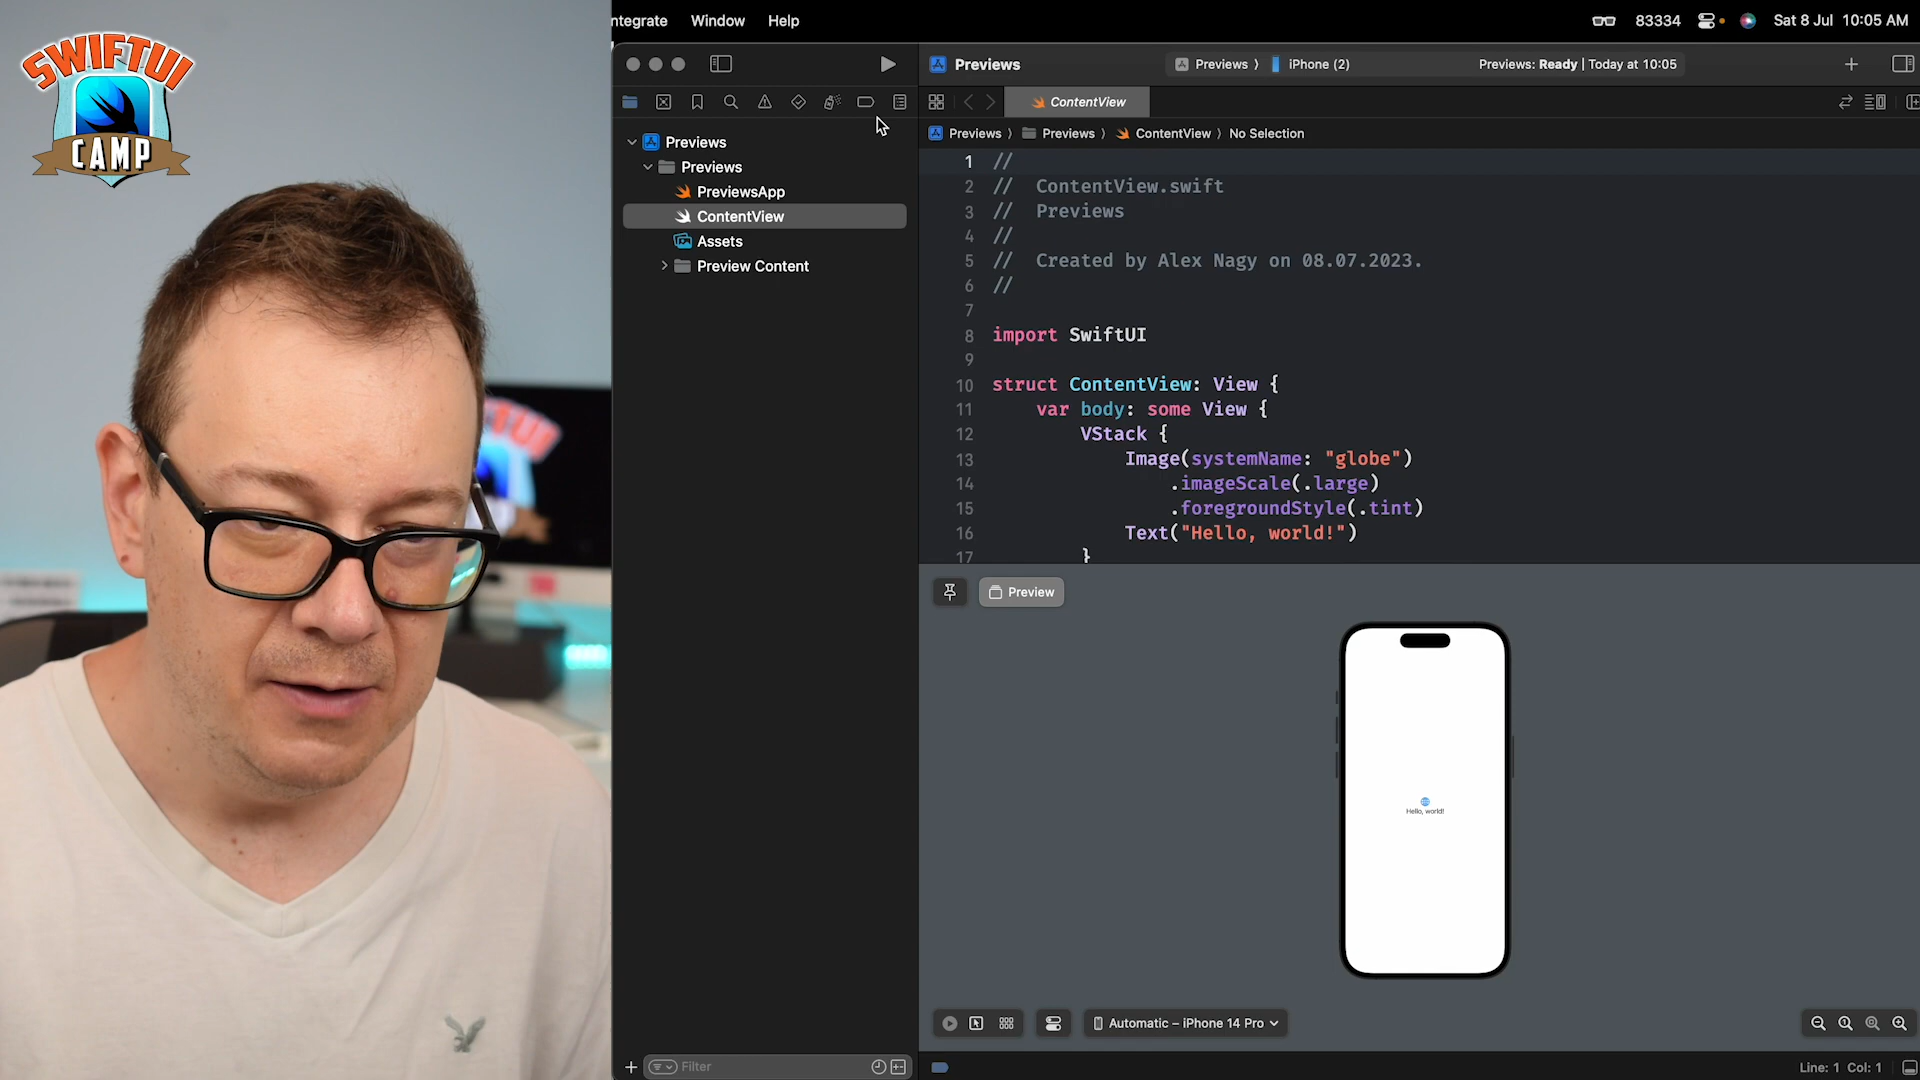 SWIFTUI
CAMP
ntegrate
Window
Help
83334
Sat 8 Jul 10:05 AM
Previews
Previews
iPhone (2)
Previews: Ready | Today at 10:05
ContentView
Previews
Previews
ContentView
No Selection
Previews
Previews
PreviewsApp
ContentView
Assets
Preview Content
1 //
2 // ContentView.swift
3 // Previews
4 //
5 // Created by Alex Nagy on 08.07.2023.
6 //
7
8 import SwiftUI
9
10 struct ContentView: View {
11 var body: some View {
12 VStack {
13 Image(systemName: "globe")
14 .imageScale(.large)
15 .foregroundStyle(.tint)
16 Text("Hello, world!")
17 }
Preview
Hello, world!
Automatic – iPhone 14 Pro
Filter
Line: 1 Col: 1